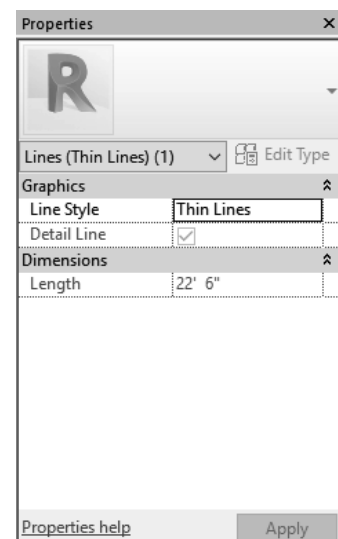 Properties
Lines (Thin Lines) (1)
Edit Type
Graphics
Line Style Thin Lines
Detail Line
Dimensions
Length 22' 6"
Properties help
Apply